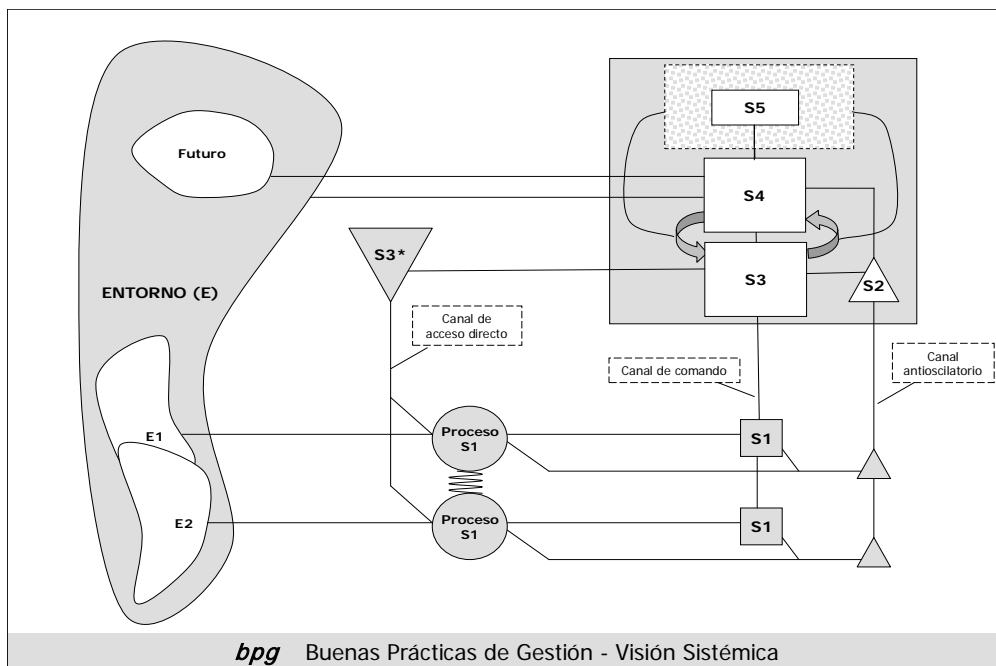 S5
Futuro
S4
S3*
S3
S2
ENTORNO (E)
Canal de
acceso directo
Canal de comando
Canal
antioscilatorio
E1
Proceso
S1
S1
E2
Proceso
S1
S1
bpg Buenas Prácticas de Gestión - Visión Sistémica